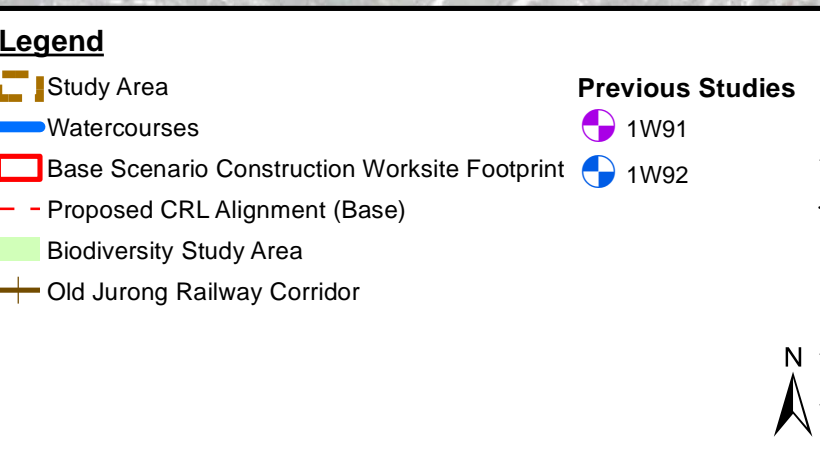 Legend
Study Area
Watercourses
Base Scenario Construction Worksite Footprint
Proposed CRL Alignment (Base)
Biodiversity Study Area
Old Jurong Railway Corridor
Previous Studies
1W91
1W92
N